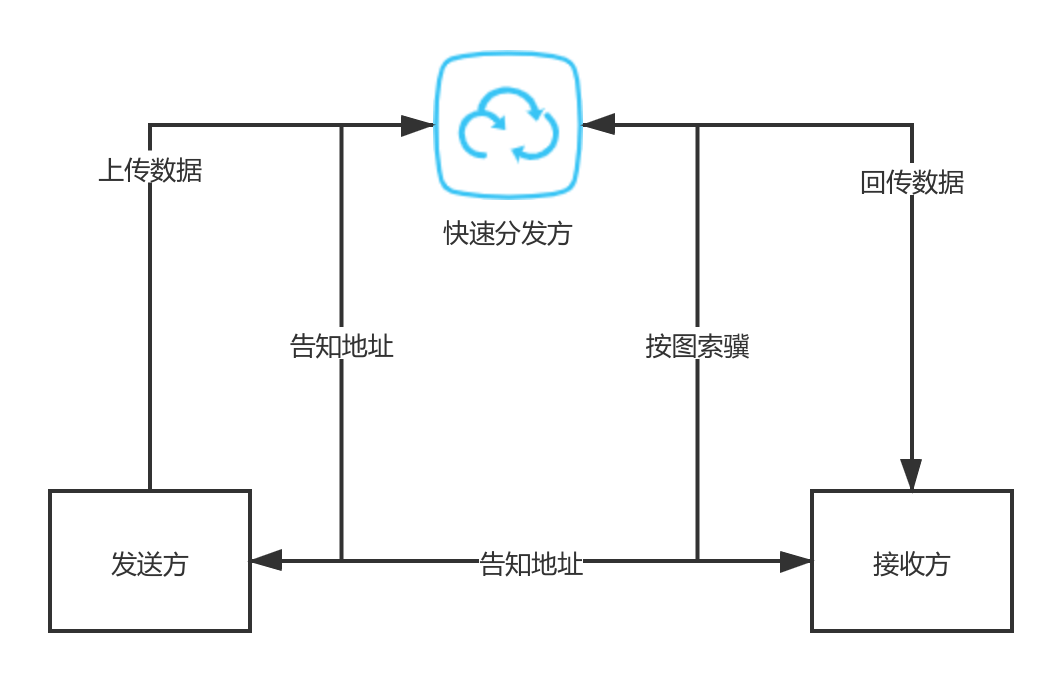 上传数据
回传数据
快速分发方
告知地址
按图索骥
发送方
告知地址
接收方